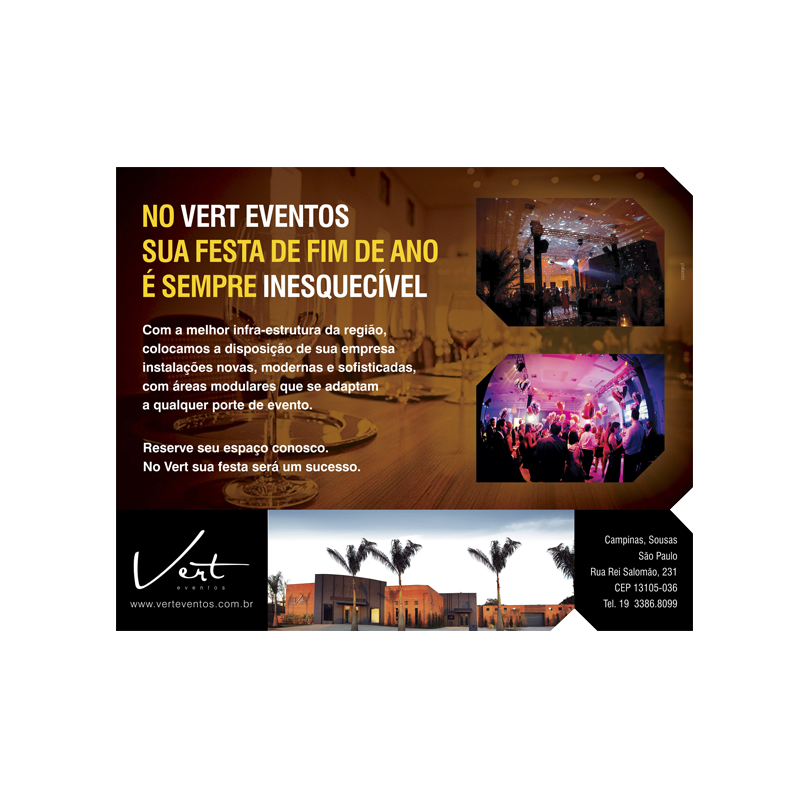 NO VERT EVENTOS
SUA FESTA DE FIM DE ANO
É SEMPRE INESQUECÍVEL
Com a melhor infra-estrutura da região,
colocamos a disposição de sua empresa
instalações novas, modernas e sofisticadas,
com áreas modulares que se adaptam
a qualquer porte de evento.
Reserve seu espaço conosco.
No Vert sua festa será um sucesso.
Vert
eventos
www.verteventos.com.br
Campinas, Sousas
São Paulo
Rua Rei Salomão, 231
CEP 13105-036
Tel. 19 3386.8099